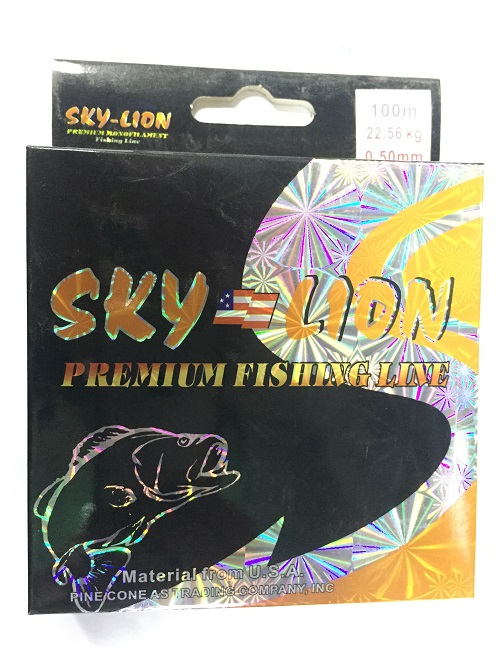 SKY-LION
PREMIUM MONOFILAMENT
Fishing Line
100m
22.56 kg
0.50mm
SKY LION
PREMIUM FISHING LINE
Material from U.S.A.
PINE CONE AS TRADING COMPANY, INC